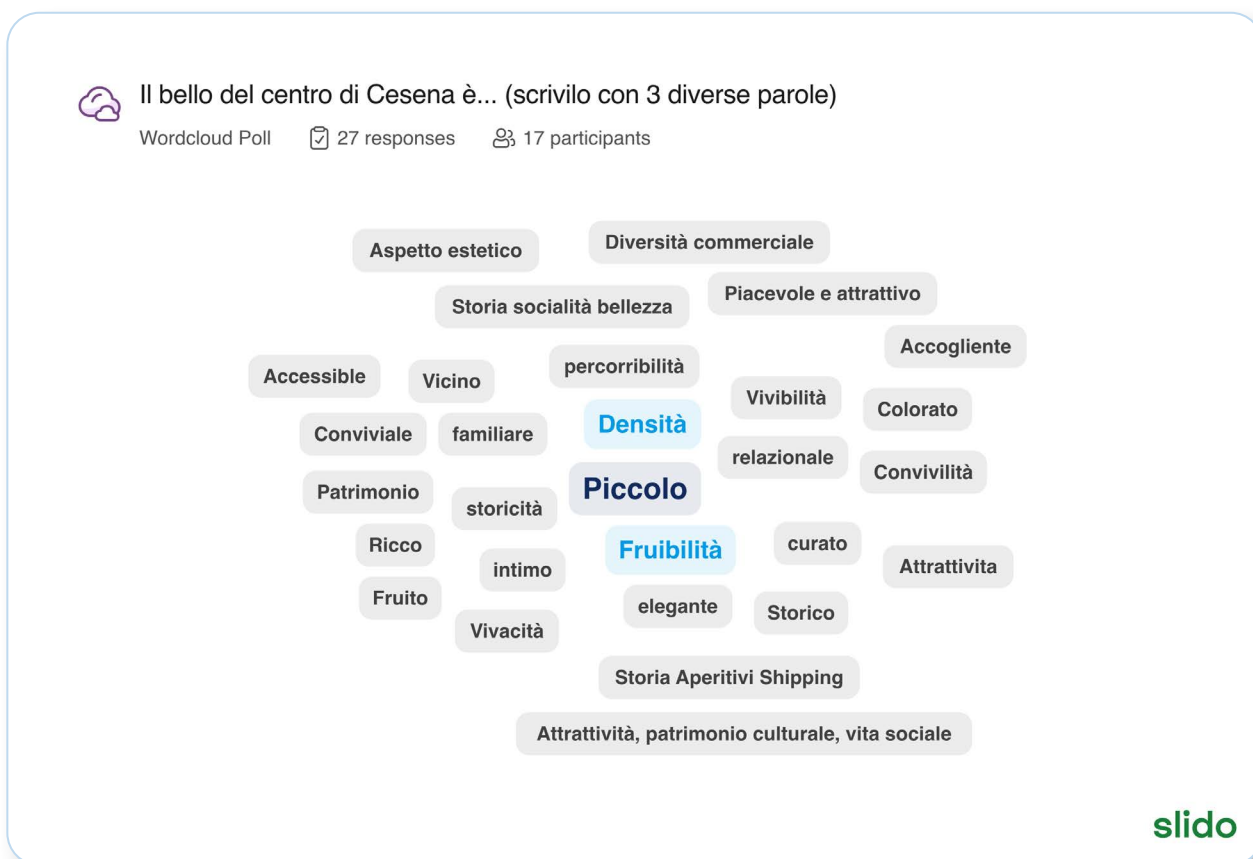 Il bello del centro di Cesena è... (scrivilo con 3 diverse parole)
Wordcloud Poll 27 responses 17 participants
Aspetto estetico
Diversità commerciale
Storia socialità bellezza
Piacevole e attrattivo
Accogliente
percorribilità
Accessible
Vicino
Vivibilità
Colorato
Conviviale
familiare
Densità
relazionale
Convivilità
Patrimonio
storicità
Piccolo
Ricco
intimo
Fruibilità
curato
Attrattivita
Fruito
elegante
Storico
Vivacità
Storia Aperitivi Shipping
Attrattività, patrimonio culturale, vita sociale
slido